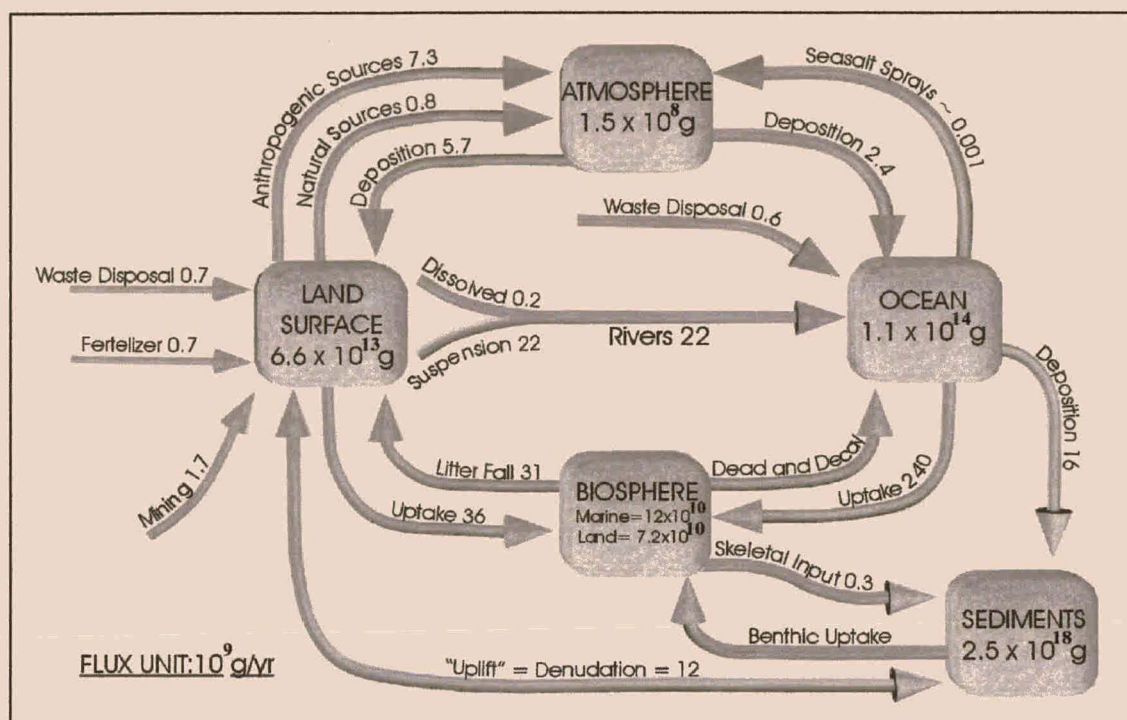 Anthropogenic Sources 7.3
Natural Sources 0.8
Deposition 5.7
ATMOSPHERE
1.5 x 10⁸g
Seasalt Sprays ~ 0.001
Deposition 2.4
Waste Disposal 0.6
Waste Disposal 0.7
Fertelizer 0.7
Mining 1.7
LAND
SURFACE
6.6 x 10¹³g
Dissolved 0.2
Suspension 22
Rivers 22
OCEAN
1.1 x 10¹⁴g
Deposition 16
Litter Fall 31
Uptake 36
BIOSPHERE
Marine= 12x10¹⁰
Land= 7.2x10¹⁰
Dead and Decay
Uptake 240
Skeletal Input 0.3
Benthic Uptake
SEDIMENTS
2.5 x 10¹⁸g
"Uplift" = Denudation = 12
FLUX UNIT:10⁹g/yr